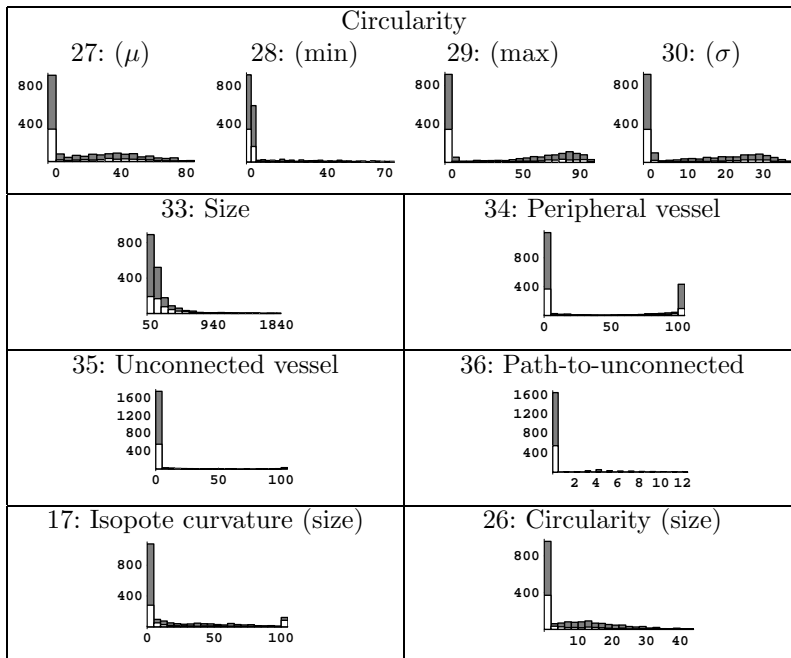 Circularity
27: (μ) 28: (min) 29: (max) 30: (σ)
800 800 800 800
400 400 400 400
0 40 80 0 40 70 0 50 90 0 10 20 30
33: Size 34: Peripheral vessel
800 800
400 400
50 940 1840 0 50 100
35: Unconnected vessel 36: Path-to-unconnected
1600 1600
1200 1200
800 800
400 400
0 50 100 2 4 6 8 10 12
17: Isopote curvature (size) 26: Circularity (size)
800 800
400 400
0 50 100 10 20 30 40